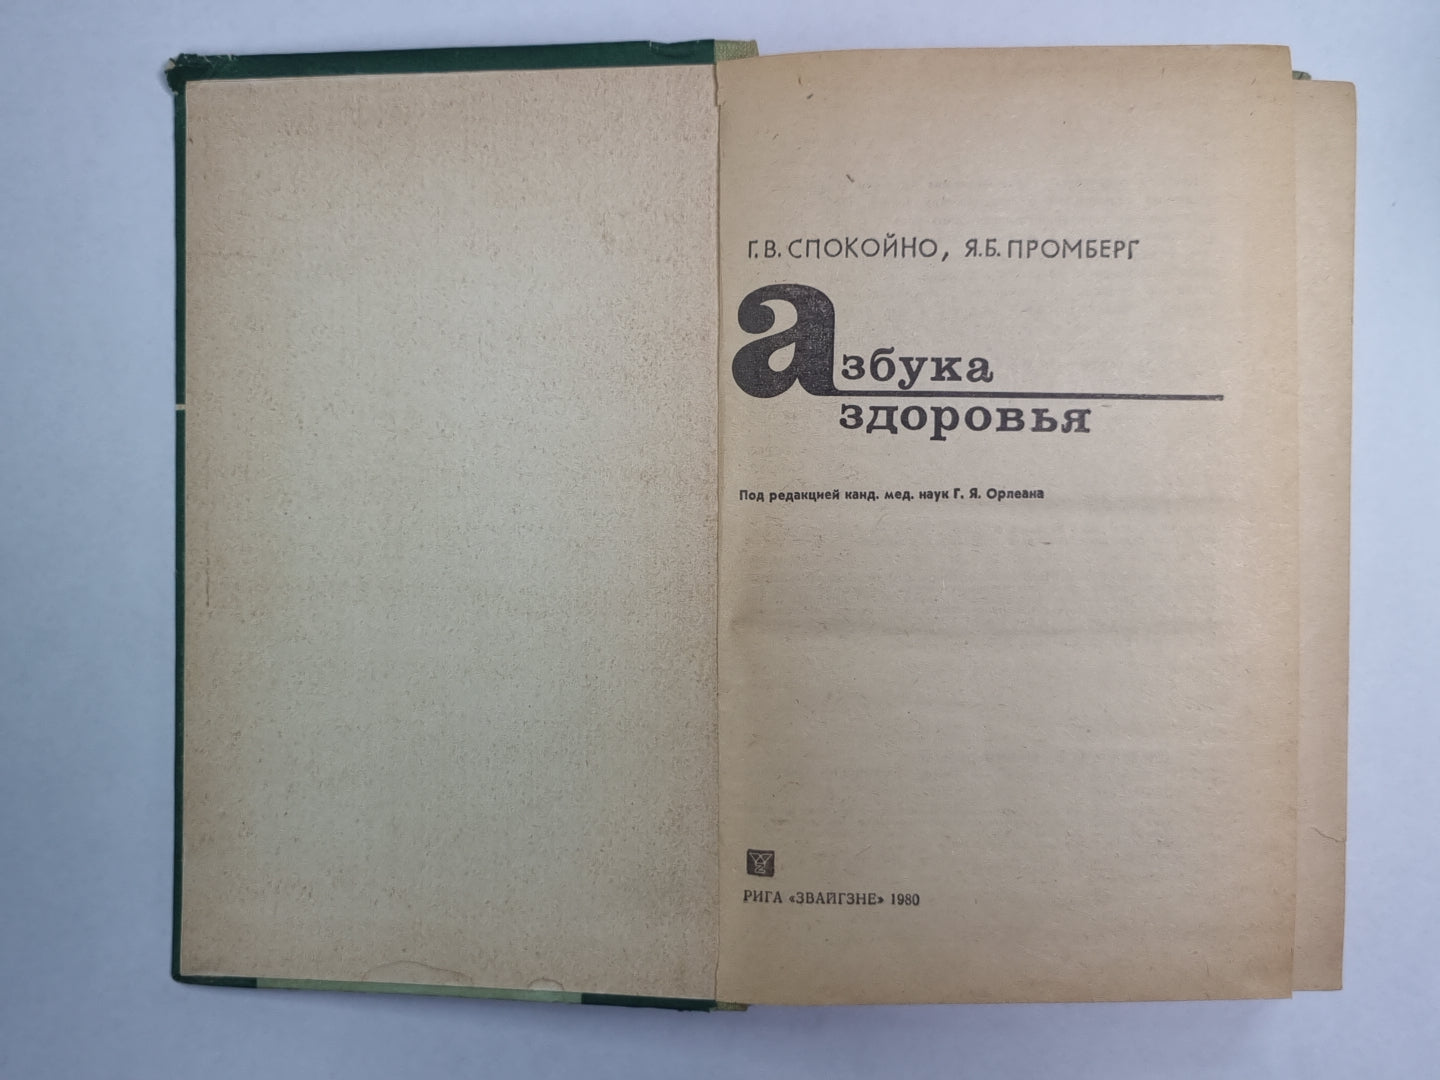 Г. В. СПОКОЙНО, Я. Б. ПРОМБЕРГ
азбука
здоровья
Под редакцией канд. мед. наук Г. Я. Орлеана
РИГА «ЗВАЙГЗНЕ» 1980